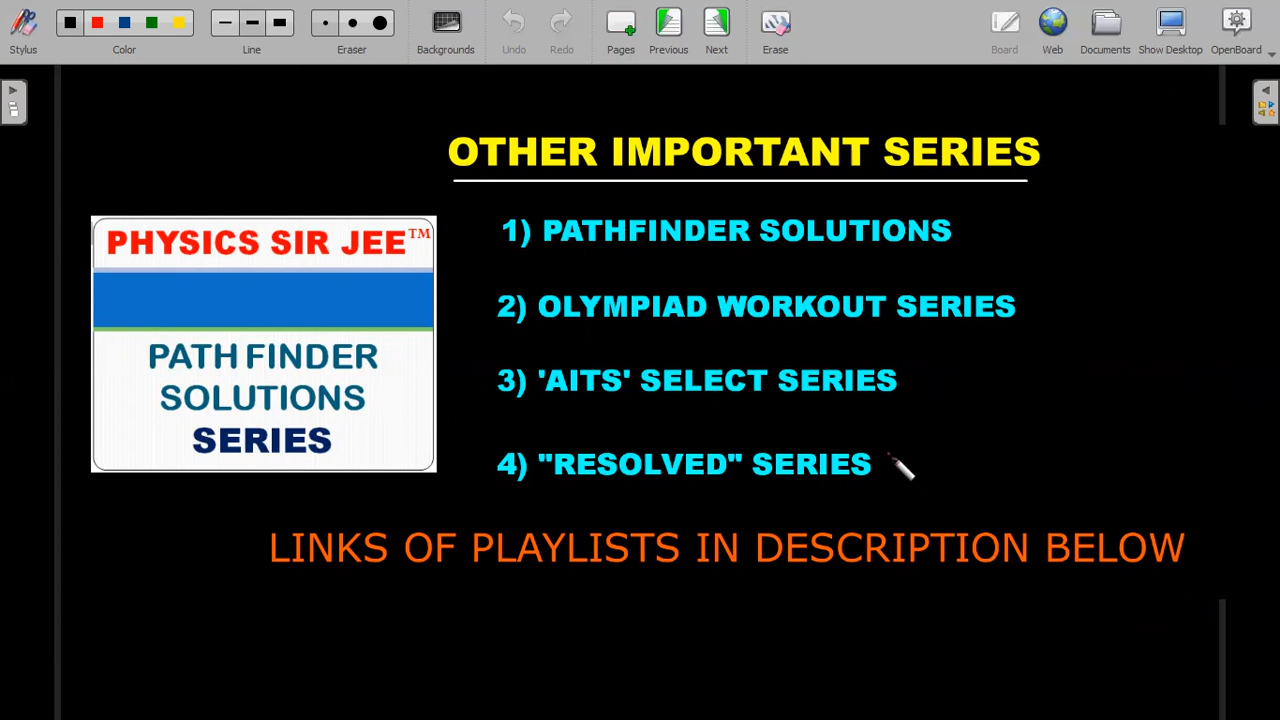 Stylus
Color
Line
Eraser
Backgrounds
Undo
Redo
Pages
Previous
Next
Erase
Board
Web
Documents
Show Desktop
OpenBoard
OTHER IMPORTANT SERIES
PHYSICS SIR JEE™
PATH FINDER
SOLUTIONS
SERIES
1) PATHFINDER SOLUTIONS
2) OLYMPIAD WORKOUT SERIES
3) 'AITS' SELECT SERIES
4) "RESOLVED" SERIES
LINKS OF PLAYLISTS IN DESCRIPTION BELOW